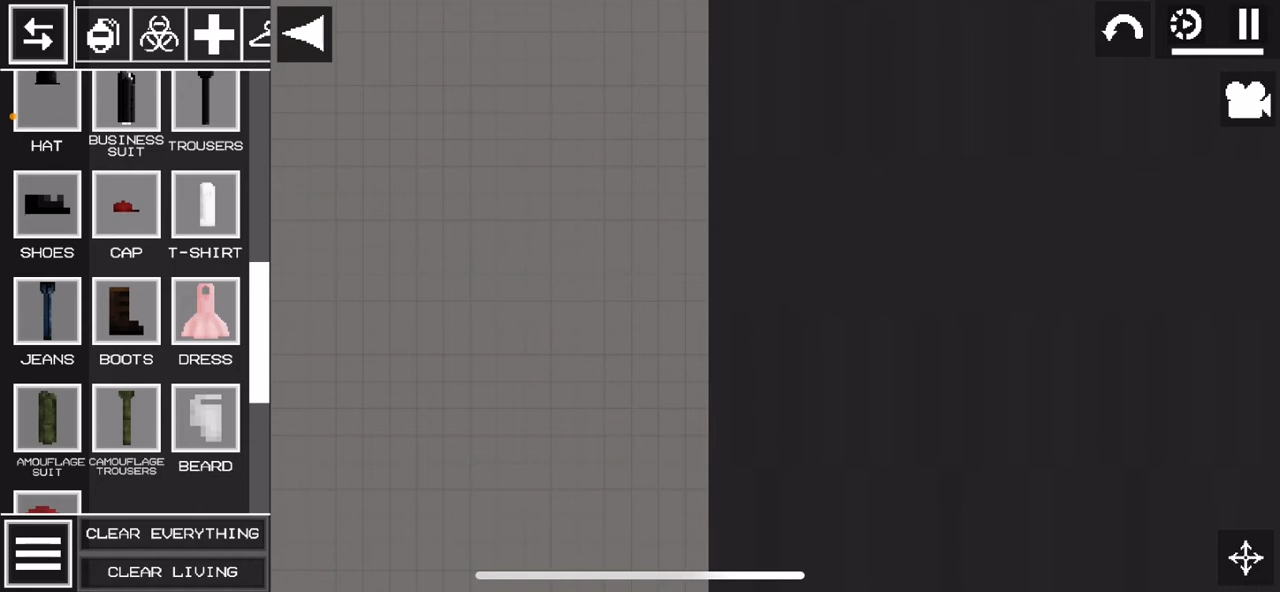 HAT
BUSINESS
SUIT
TROUSERS
SHOES
CAP
T-SHIRT
JEANS
BOOTS
DRESS
AMOUFLAGE
SUIT
CAMOUFLAGE
TROUSERS
BEARD
CLEAR EVERYTHING
CLEAR LIVING